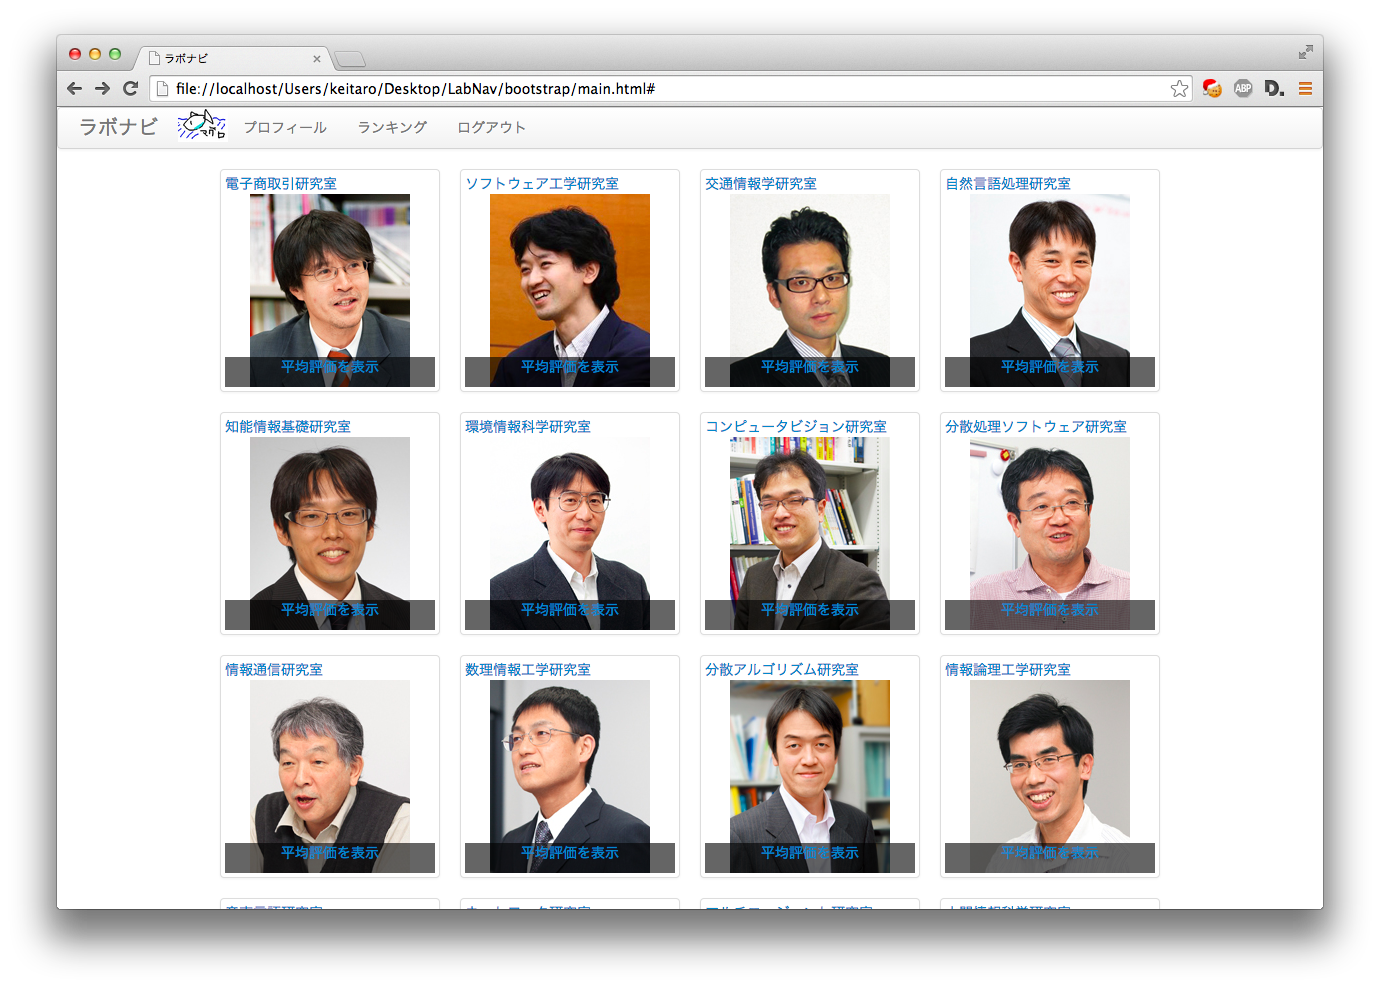 ラボナビ
file://localhost/Users/keitaro/Desktop/LabNav/bootstrap/main.html#
ABP
D.
ラボナビ
マグロ
プロフィール
ランキング
ログアウト
電子商取引研究室
ソフトウェア工学研究室
交通情報学研究室
自然言語処理研究室
平均評価を表示
平均評価を表示
平均評価を表示
平均評価を表示
知能情報基礎研究室
環境情報科学研究室
コンピュータビジョン研究室
分散処理ソフトウェア研究室
平均評価を表示
平均評価を表示
平均評価を表示
平均評価を表示
情報通信研究室
数理情報工学研究室
分散アルゴリズム研究室
情報論理工学研究室
平均評価を表示
平均評価を表示
平均評価を表示
平均評価を表示